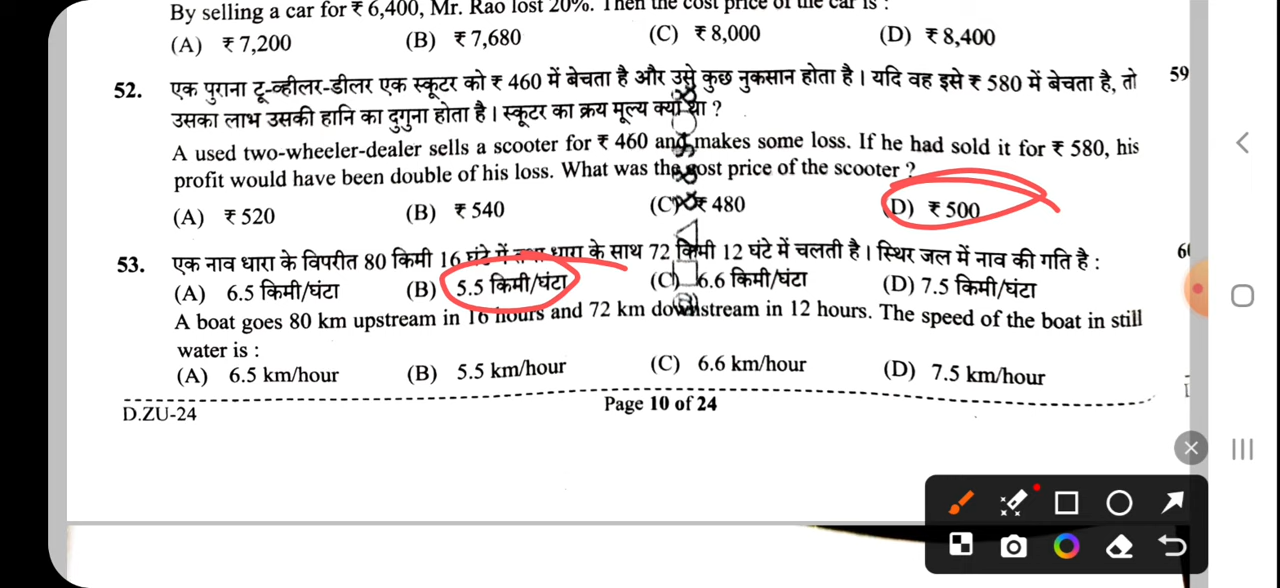 By selling a car for ₹ 6,400, Mr. Rao lost 20%. Then the cost price of the car is :
(A) ₹ 7,200 (B) ₹ 7,680 (C) ₹ 8,000 (D) ₹ 8,400
52. एक पुराना टू-व्हीलर-डीलर एक स्कूटर को ₹ 460 में बेचता है और उसे कुछ नुकसान होता है । यदि वह इसे ₹ 580 में बेचता है, तो 59
उसका लाभ उसकी हानि का दुगुना होता है । स्कूटर का क्रय मूल्य क्या था ?
A used two-wheeler-dealer sells a scooter for ₹ 460 and makes some loss. If he had sold it for ₹ 580, his
profit would have been double of his loss. What was the cost price of the scooter ?
(A) ₹ 520 (B) ₹ 540 (C) ₹ 480 (D) ₹ 500
53. एक नाव धारा के विपरीत 80 किमी 16 घंटे में तथा धारा के साथ 72 किमी 12 घंटे में चलती है । स्थिर जल में नाव की गति है :
(A) 6.5 किमी/घंटा (B) 5.5 किमी/घंटा (C) 6.6 किमी/घंटा (D) 7.5 किमी/घंटा
A boat goes 80 km upstream in 16 hours and 72 km downstream in 12 hours. The speed of the boat in still
water is :
(A) 6.5 km/hour (B) 5.5 km/hour (C) 6.6 km/hour (D) 7.5 km/hour
D.ZU-24 Page 10 of 24